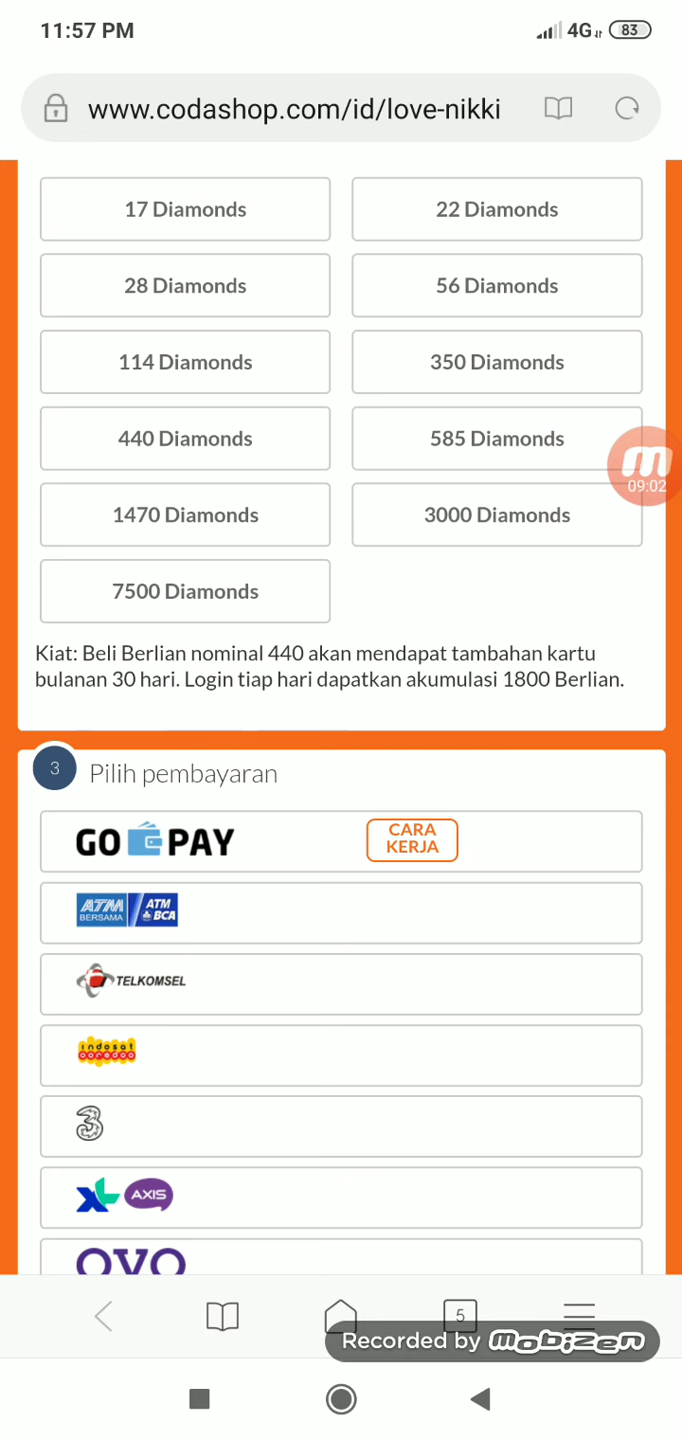 11:57 PM
4G
83
www.codashop.com/id/love-nikki
17 Diamonds
22 Diamonds
28 Diamonds
56 Diamonds
114 Diamonds
350 Diamonds
440 Diamonds
585 Diamonds
m
09:02
1470 Diamonds
3000 Diamonds
7500 Diamonds
Kiat: Beli Berlian nominal 440 akan mendapat tambahan kartu
bulanan 30 hari. Login tiap hari dapatkan akumulasi 1800 Berlian.
3
Pilih pembayaran
GO PAY
CARA
KERJA
ATM
BERSAMA
ATM
BCA
TELKOMSEL
indosat
ooredoo
3
XL
AXIS
OVO
5
Recorded by mobizen